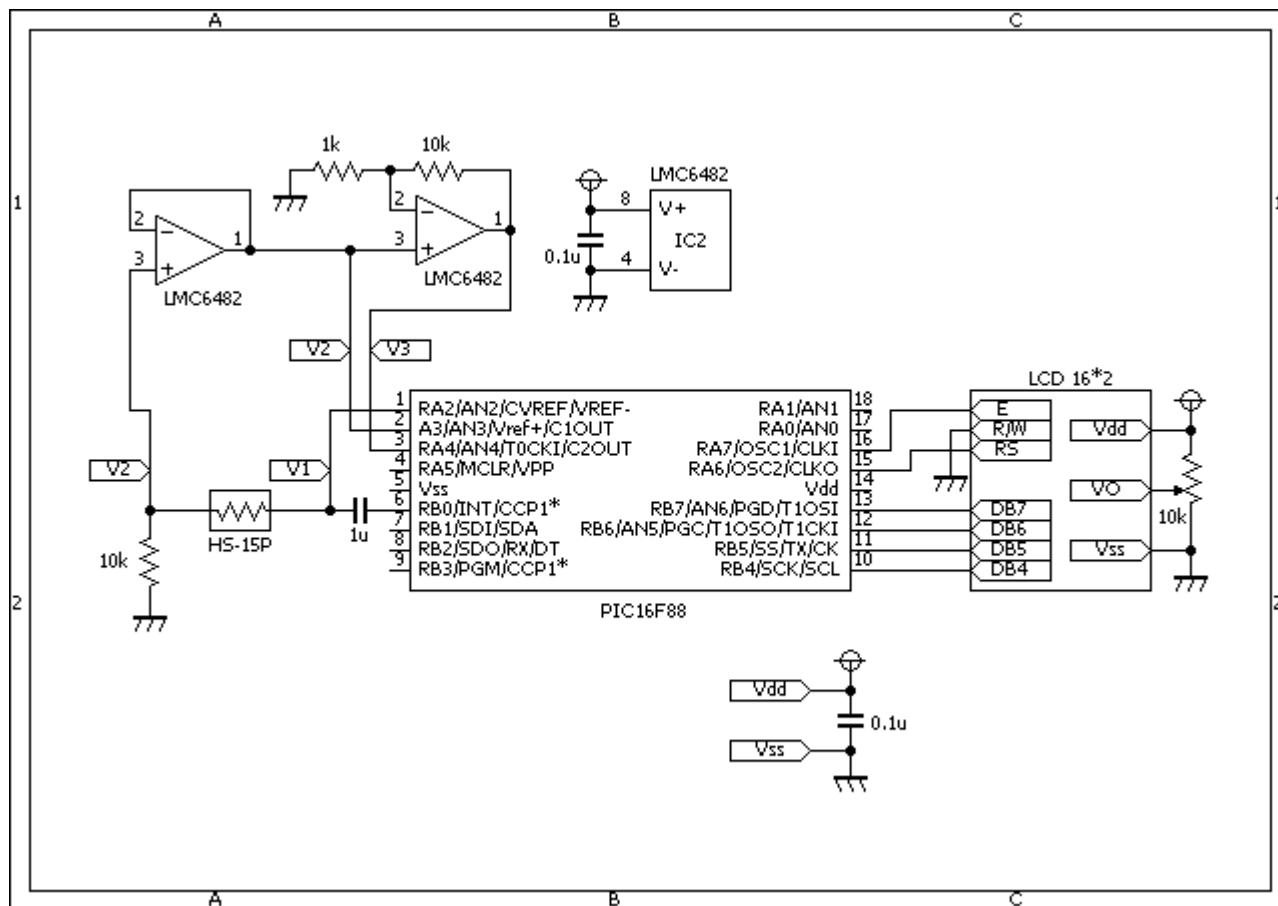 A B C
1 1
1k 10k
LMC6482
2 1
3
LMC6482
2 1
3
LMC6482
8 V+
0.1u IC2
4 V-
V2 V3
LCD 16*2
1 RA2/AN2/CVREF/VREF-
2 A3/AN3/Vref+/C1OUT
3 RA4/AN4/T0CKI/C2OUT
4 RA5/MCLR/VPP
5 Vss
6 RB0/INT/CCP1*
7 RB1/SDI/SDA
8 RB2/SDO/RX/DT
9 RB3/PGM/CCP1*
RA1/AN1 18
RA0/AN0 17
RA7/OSC1/CLKI 16
RA6/OSC2/CLKO 15
Vdd 14
RB7/AN6/PGD/T1OSI 13
RB6/AN5/PGC/T1OSO/T1CKI 12
RB5/SS/TX/CK 11
RB4/SCK/SCL 10
PIC16F88
E
R/W
RS
DB7
DB6
DB5
DB4
Vdd
VO
10k
Vss
V2 V1
HS-15P
1u
10k
2 2
Vdd
0.1u
Vss
A B C